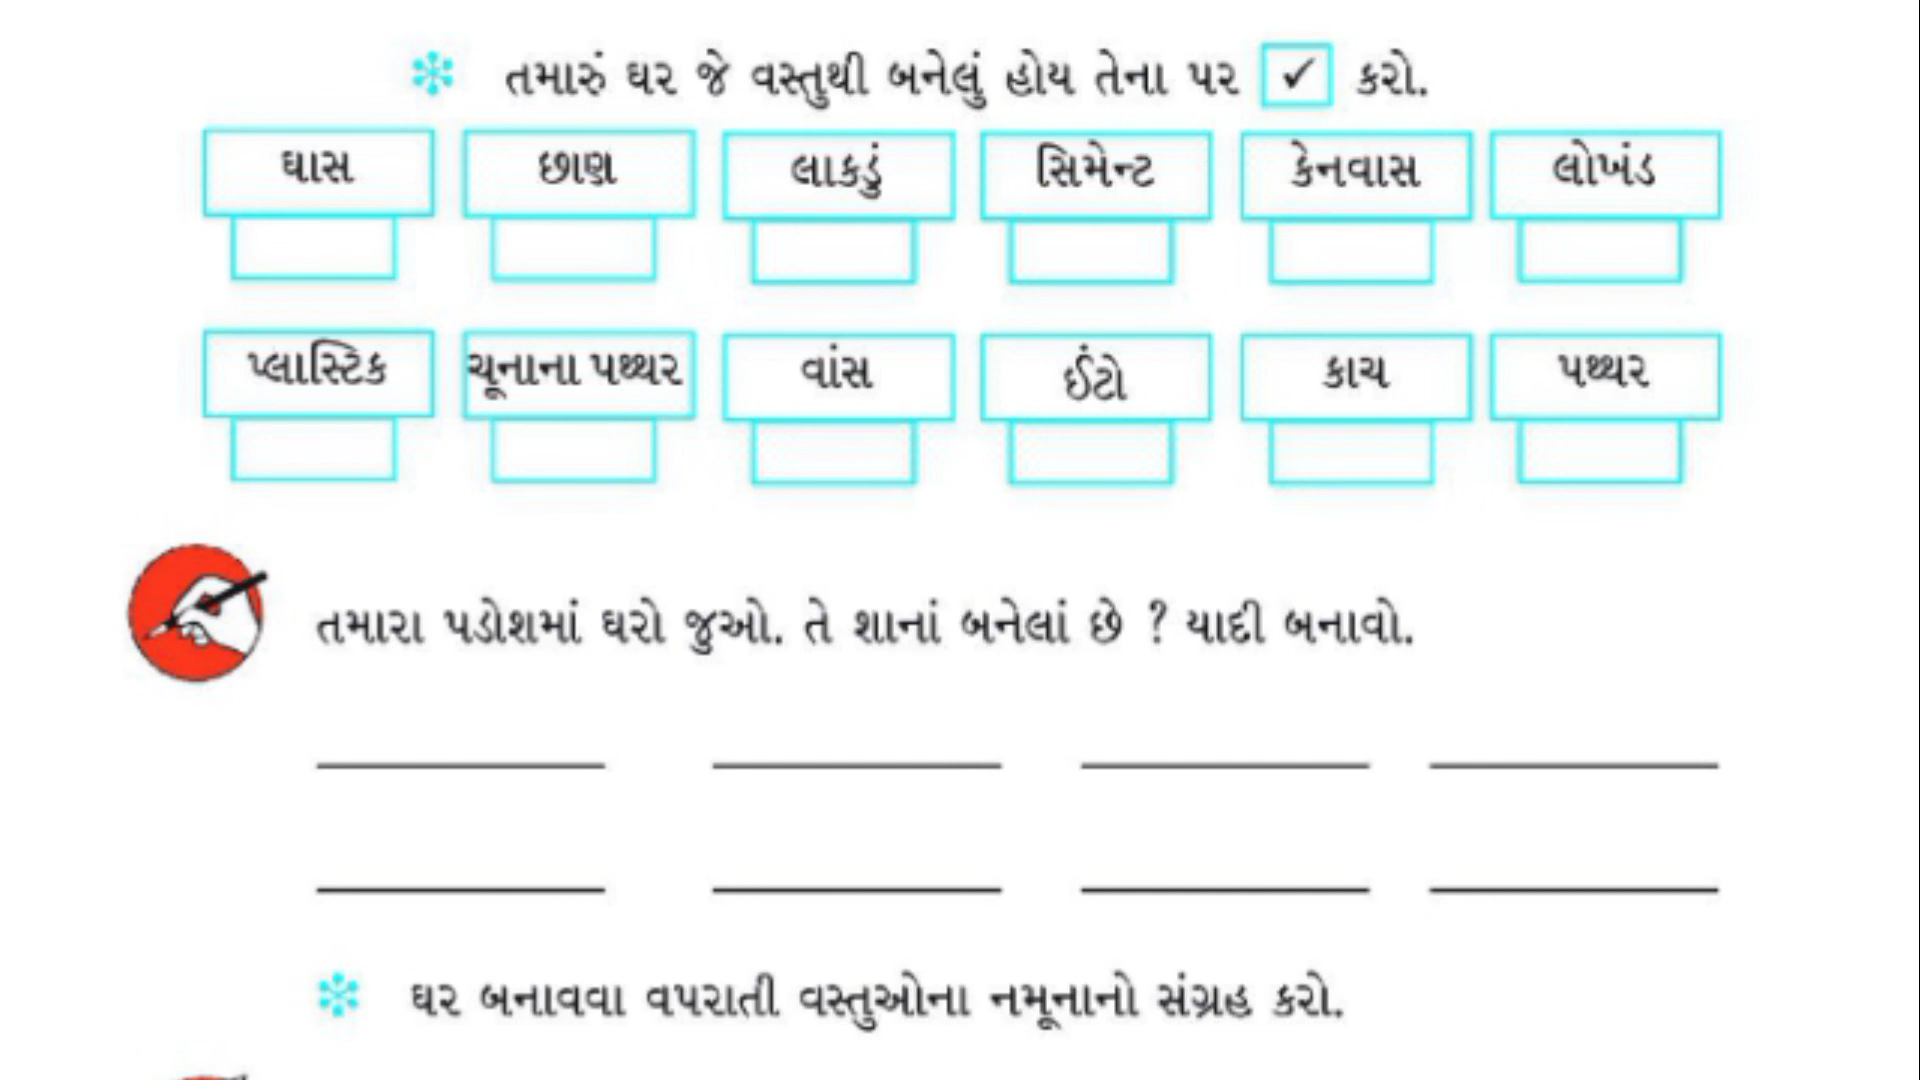 તમારું ઘર જે વસ્તુથી બનેલું હોય તેના પર ✓ કરો.
ઘાસ છાણ લાકડું સિમેન્ટ કેનવાસ લોખંડ
પ્લાસ્ટિક ચૂનાના પથ્થર વાંસ ઈંટો કાચ પથ્થર
તમારા પડોશમાં ઘરો જુઓ. તે શાનાં બનેલાં છે ? યાદી બનાવો.
ઘર બનાવવા વપરાતી વસ્તુઓના નમૂનાનો સંગ્રહ કરો.